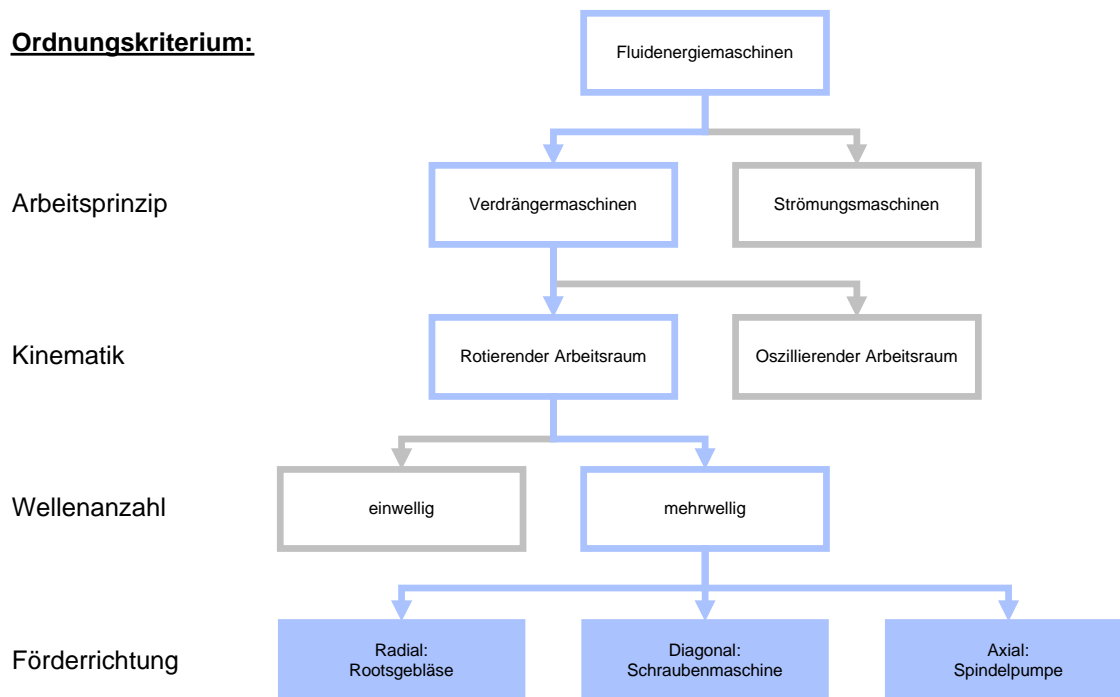 Ordnungskriterium:
Fluidenergiemaschinen
Arbeitsprinzip
Verdrängermaschinen
Strömungsmaschinen
Kinematik
Rotierender Arbeitsraum
Oszillierender Arbeitsraum
Wellenanzahl
einwellig
mehrwellig
Förderrichtung
Radial:
Rootsgebläse
Diagonal:
Schraubenmaschine
Axial:
Spindelpumpe